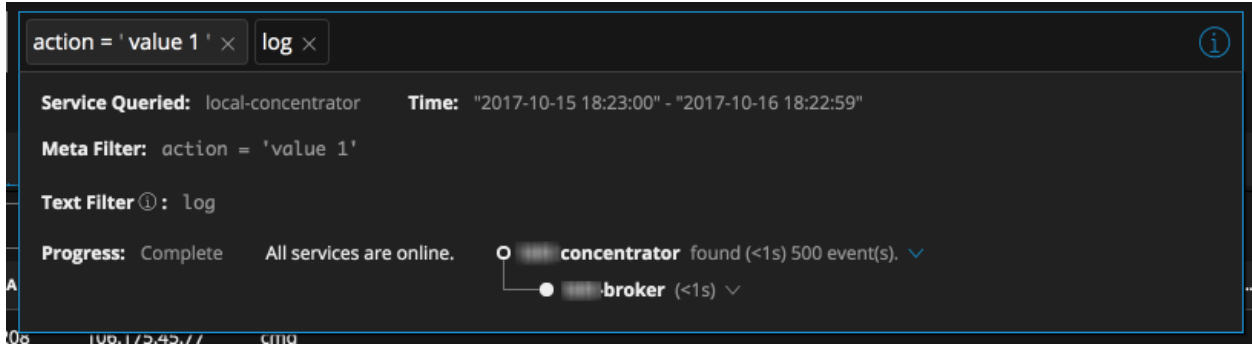 action = ' value 1 ' × log ×
Service Queried: local-concentrator Time: "2017-10-15 18:23:00" - "2017-10-16 18:22:59"
Meta Filter: action = 'value 1'
Text Filter ⓘ : log
Progress: Complete All services are online. concentrator found (<1s) 500 event(s).
-broker (<1s)